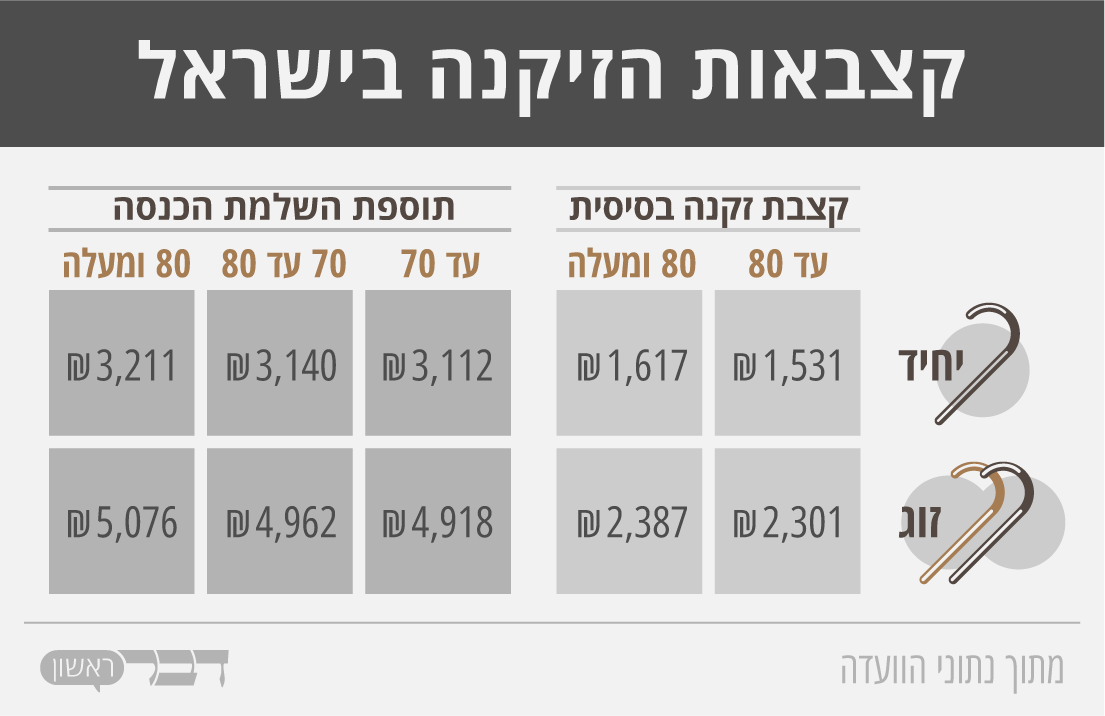 קצבאות הזיקנה בישראל
קצבת זקנה בסיסית
תוספת השלמת הכנסה
עד 80
80 ומעלה
עד 70
70 עד 80
80 ומעלה
יחיד
₪1,531
₪1,617
₪3,112
₪3,140
₪3,211
זוג
₪2,301
₪2,387
₪4,918
₪4,962
₪5,076
מתוך נתוני הוועדה
דבר ראשון